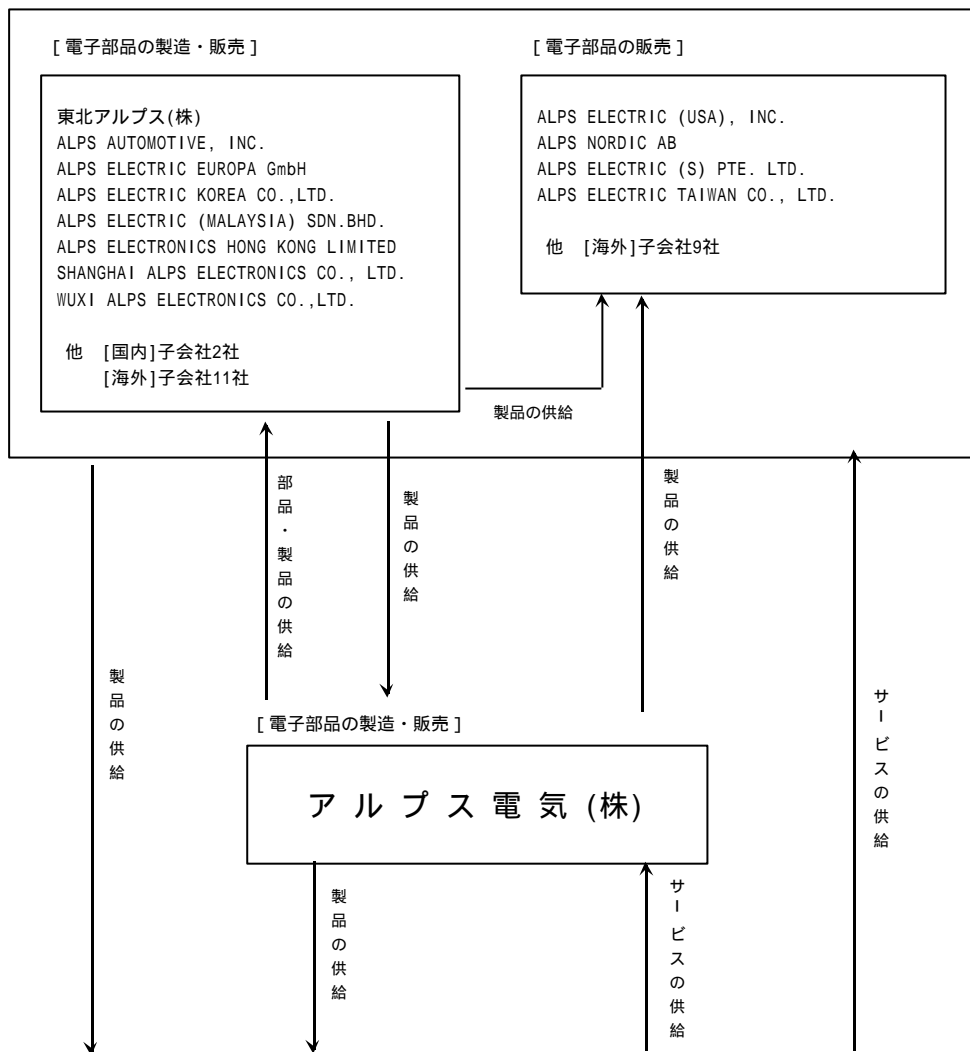 [ 電子部品の製造・販売 ]
東北アルプス(株)
ALPS AUTOMOTIVE, INC.
ALPS ELECTRIC EUROPA GmbH
ALPS ELECTRIC KOREA CO.,LTD.
ALPS ELECTRIC (MALAYSIA) SDN.BHD.
ALPS ELECTRONICS HONG KONG LIMITED
SHANGHAI ALPS ELECTRONICS CO., LTD.
WUXI ALPS ELECTRONICS CO.,LTD.
他 [国内]子会社2社
[海外]子会社11社
[ 電子部品の販売 ]
ALPS ELECTRIC (USA), INC.
ALPS NORDIC AB
ALPS ELECTRIC (S) PTE. LTD.
ALPS ELECTRIC TAIWAN CO., LTD.
他 [海外]子会社9社
製品の供給
部品・製品の供給
製品の供給
製品の供給
製品の供給
サービスの供給
[ 電子部品の製造・販売 ]
アルプス電気(株)
製品の供給
サービスの供給